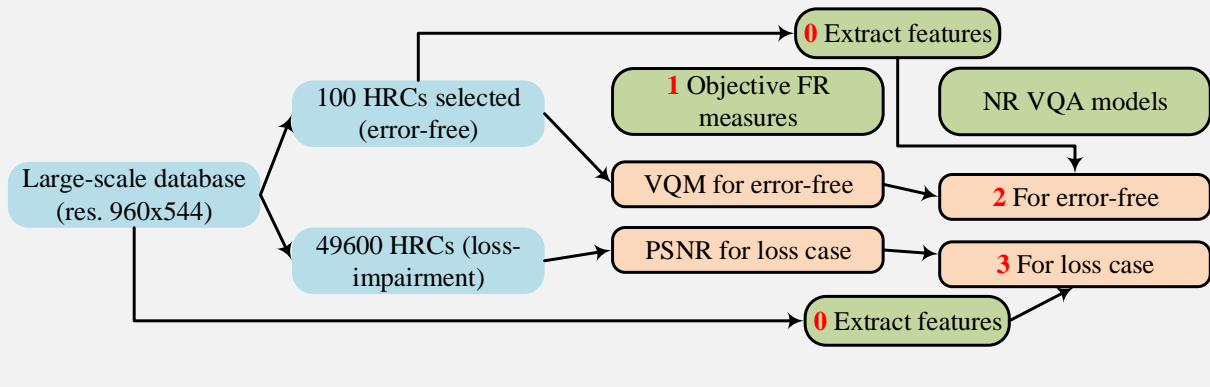 0 Extract features
100 HRCs selected
(error-free)
1 Objective FR
measures
NR VQA models
Large-scale database
(res. 960x544)
VQM for error-free
2 For error-free
49600 HRCs (loss-
impairment)
PSNR for loss case
3 For loss case
0 Extract features